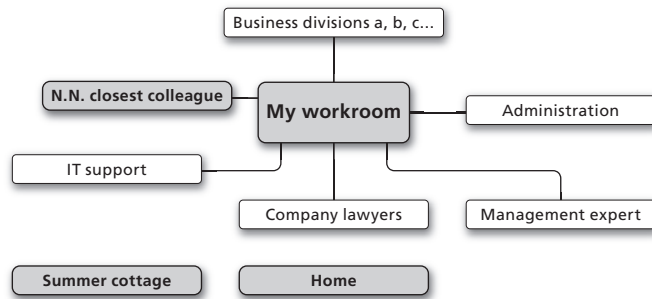 Business divisions a, b, c...
N.N. closest colleague
My workroom
Administration
IT support
Company lawyers
Management expert
Summer cottage
Home